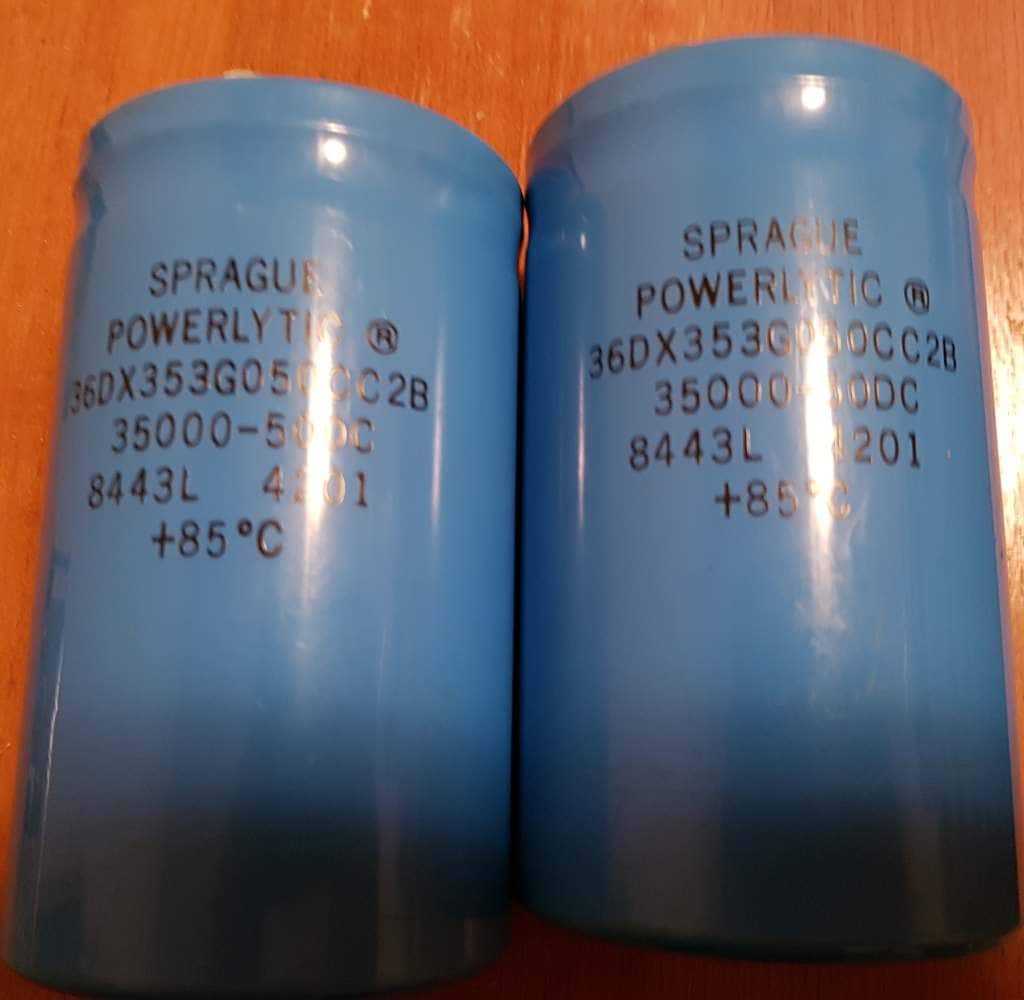 SPRAGUE
POWERLYTIC ®
36DX353G050CC2B
35000-50DC
8443L 4201
+85°C
SPRAGUE
POWERLYTIC ®
36DX353G050CC2B
35000-50DC
8443L 4201
+85°C